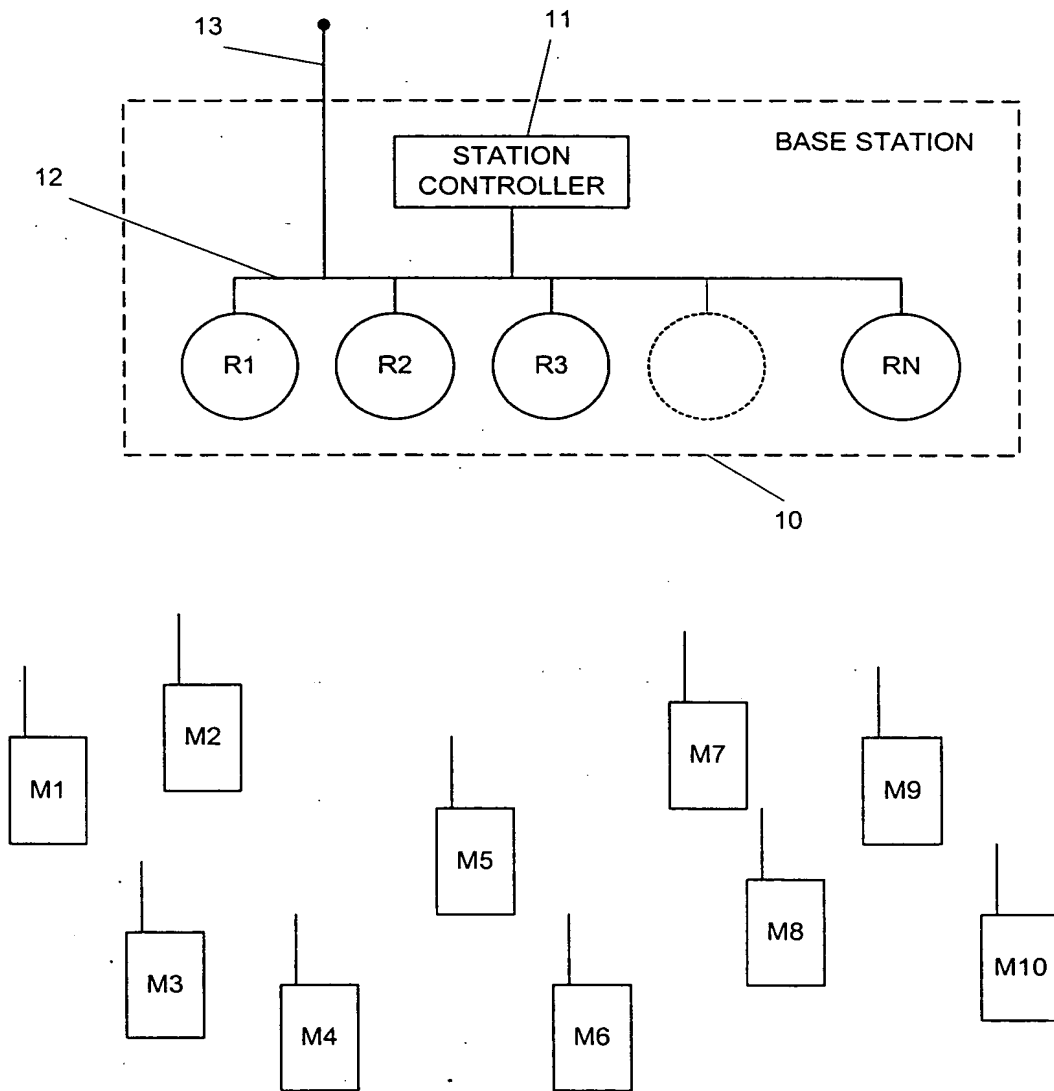 13
11
STATION
CONTROLLER
BASE STATION
12
R1
R2
R3
RN
10
M1
M2
M3
M4
M5
M6
M7
M8
M9
M10